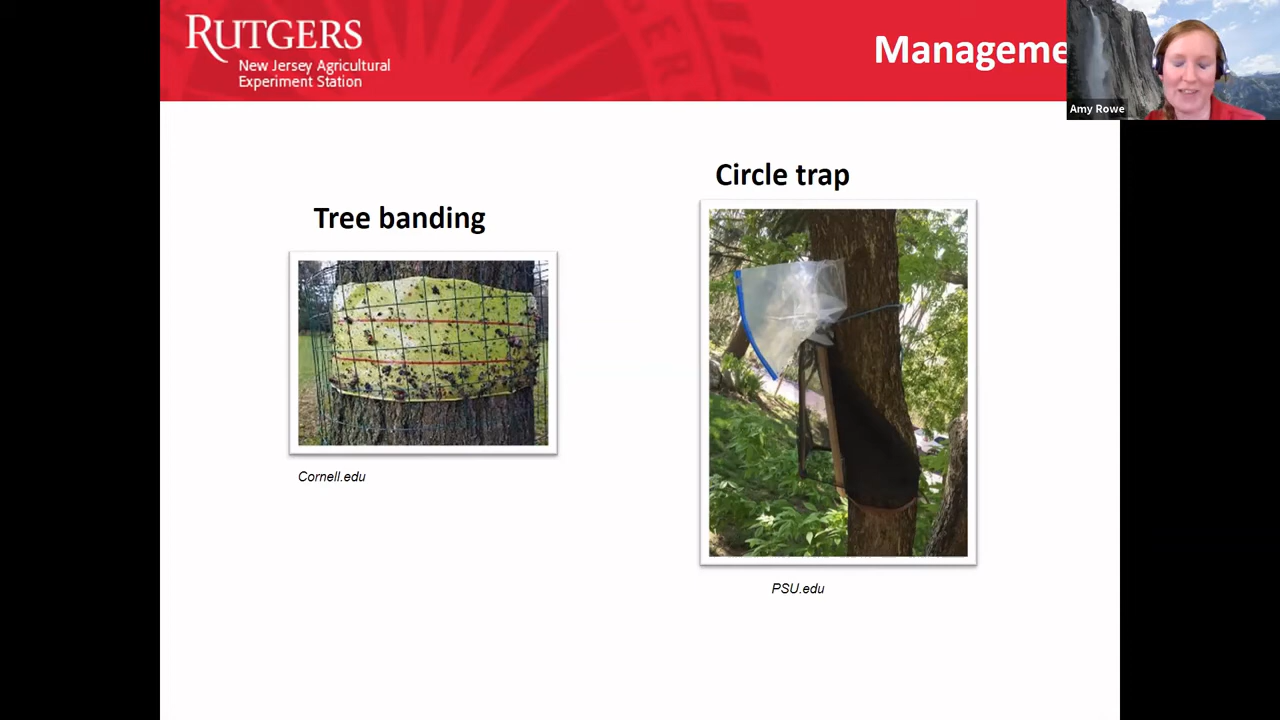 RUTGERS
New Jersey Agricultural
Experiment Station
Manageme
Amy Rowe
Circle trap
Tree banding
Cornell.edu
PSU.edu